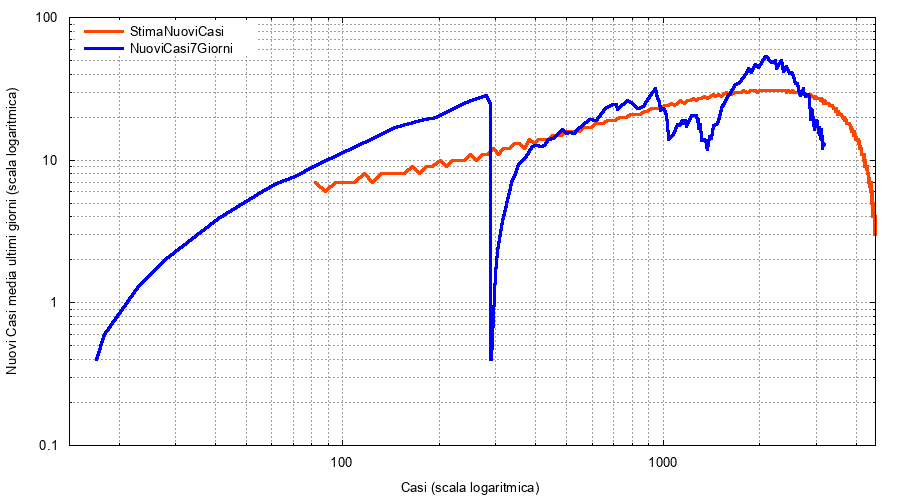 100
StimaNuoviCasi
NuoviCasi7Giorni
10
1
0.1
Nuovi Casi media ultimi giorni (scala logaritmica)
100
1000
Casi (scala logaritmica)